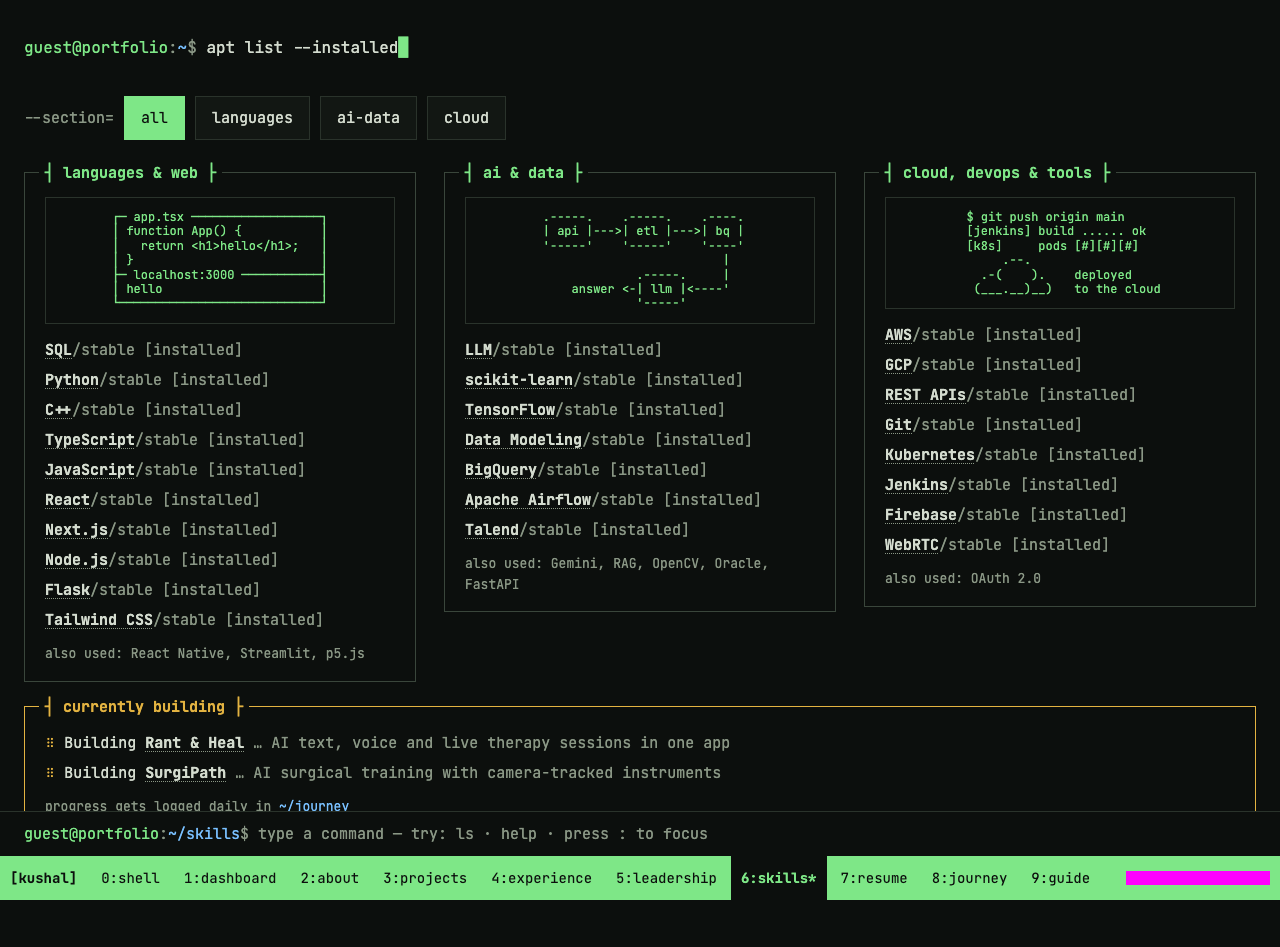 guest@portfolio:~$ apt list --installed
--section= all languages ai-data cloud
languages & web
app.tsx
function App() {
return <h1>hello</h1>;
}
localhost:3000
hello
SQL/stable [installed]
Python/stable [installed]
C++/stable [installed]
TypeScript/stable [installed]
JavaScript/stable [installed]
React/stable [installed]
Next.js/stable [installed]
Node.js/stable [installed]
Flask/stable [installed]
Tailwind CSS/stable [installed]
also used: React Native, Streamlit, p5.js
ai & data
.-----.    .-----.    .----.
| api |--->| etl |--->| bq |
'-----'    '-----'    '----'
|
.-----.      |
answer <-| llm |<----'
'-----'
LLM/stable [installed]
scikit-learn/stable [installed]
TensorFlow/stable [installed]
Data Modeling/stable [installed]
BigQuery/stable [installed]
Apache Airflow/stable [installed]
Talend/stable [installed]
also used: Gemini, RAG, OpenCV, Oracle,
FastAPI
cloud, devops & tools
$ git push origin main
[jenkins] build ...... ok
[k8s]     pods [#][#][#]
.--.
.-(    ).    deployed
(___.__)__)   to the cloud
AWS/stable [installed]
GCP/stable [installed]
REST APIs/stable [installed]
Git/stable [installed]
Kubernetes/stable [installed]
Jenkins/stable [installed]
Firebase/stable [installed]
WebRTC/stable [installed]
also used: OAuth 2.0
currently building
⠿ Building Rant & Heal … AI text, voice and live therapy sessions in one app
⠿ Building SurgiPath … AI surgical training with camera-tracked instruments
progress gets logged daily in ~/journey
guest@portfolio:~/skills$ type a command — try: ls · help · press : to focus
[kushal] 0:shell 1:dashboard 2:about 3:projects 4:experience 5:leadership 6:skills* 7:resume 8:journey 9:guide